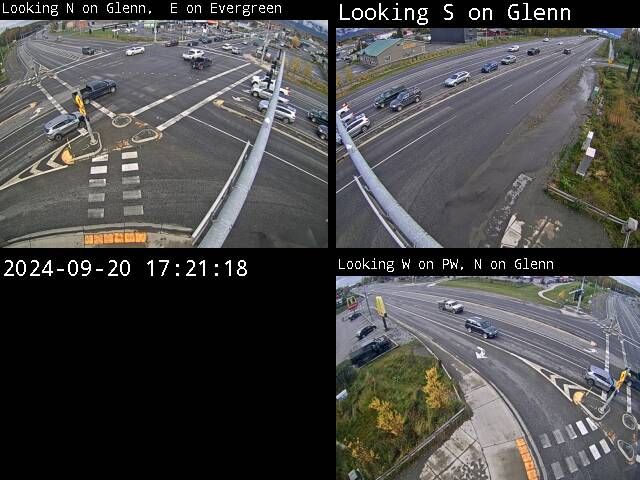 Looking N on Glenn,  E on Evergreen
Looking S on Glenn
2024-09-20 17:21:18
Looking W on PW, N on Glenn